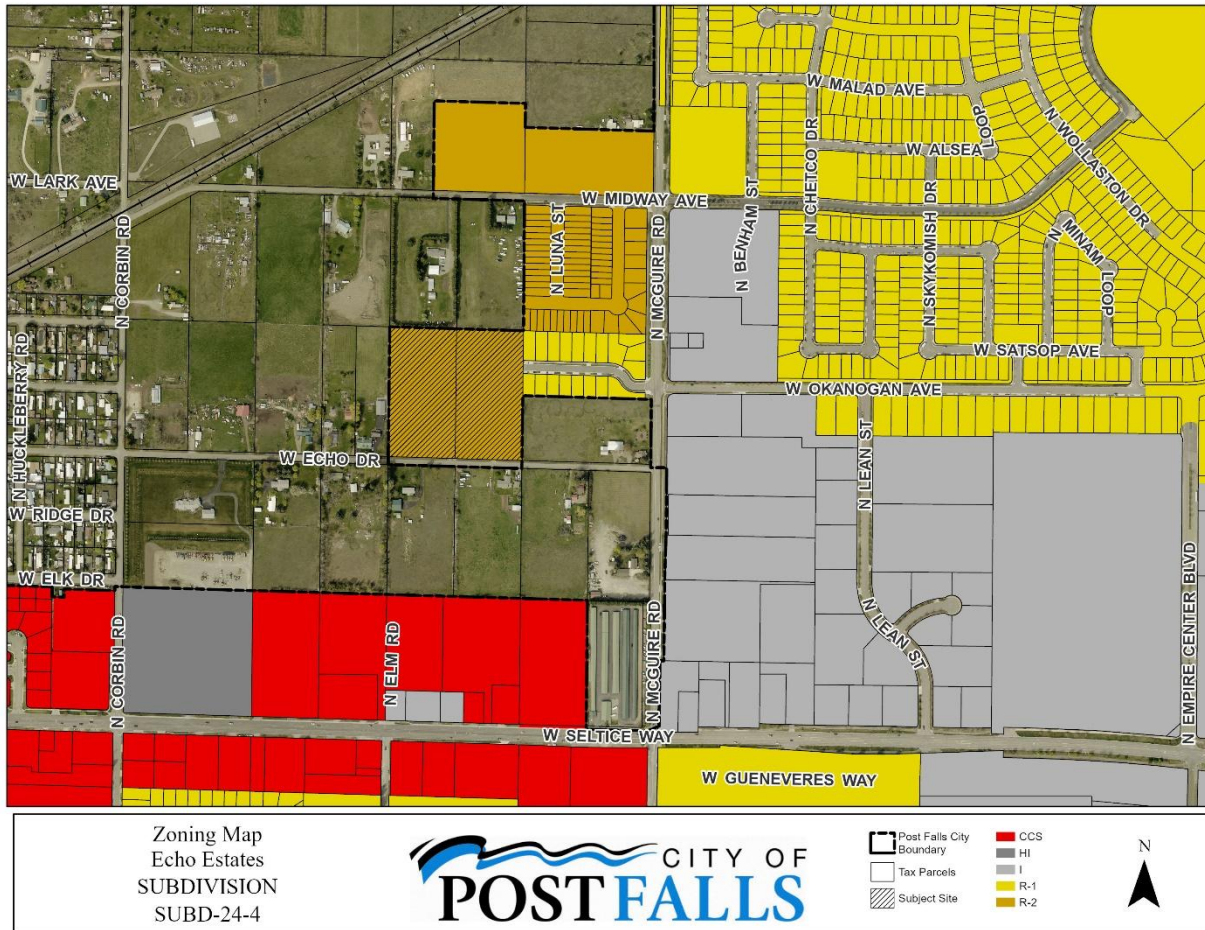 W MALAD AVE
LOOP
N WOLLASTON DR
W ALSEA
N CHETCO DR
W LARK AVE
W MIDWAY AVE
N LUNA ST
N BENHAM ST
N SKYKOMISH DR
N
MINAM LOOP
N CORBIN RD
N MCGUIRE RD
W SATSOP AVE
N HUCKLEBERRY RD
W OKANOGAN AVE
W ECHO DR
N LEAN ST
W RIDGE DR
W ELK DR
N EMPIRE CENTER BLVD
N CORBIN RD
N ELM RD
N MCGUIRE RD
N LEAN ST
W SELTICE WAY
W GUENEVERES WAY
Zoning Map
Echo Estates
SUBDIVISION
SUBD-24-4
CITY OF
POST FALLS
Post Falls City
Boundary
Tax Parcels
Subject Site
CCS
HI
I
R-1
R-2
N